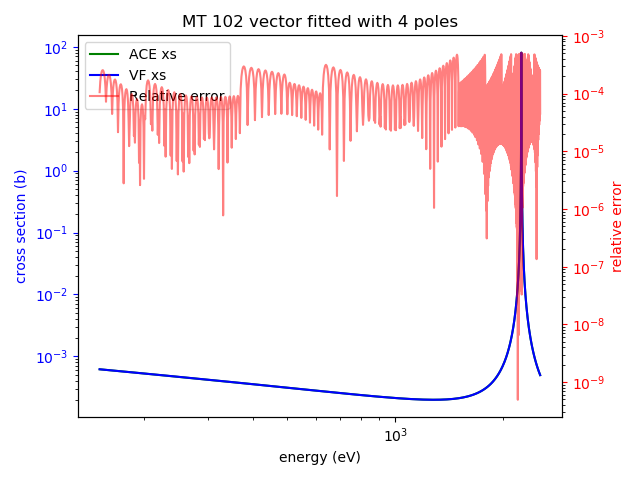 MT 102 vector fitted with 4 poles
ACE xs
VF xs
Relative error
cross section (b)
10²
10¹
10⁰
10⁻¹
10⁻²
10⁻³
10⁻³
10⁻⁴
10⁻⁵
10⁻⁶
10⁻⁷
10⁻⁸
10⁻⁹
relative error
10³
energy (eV)